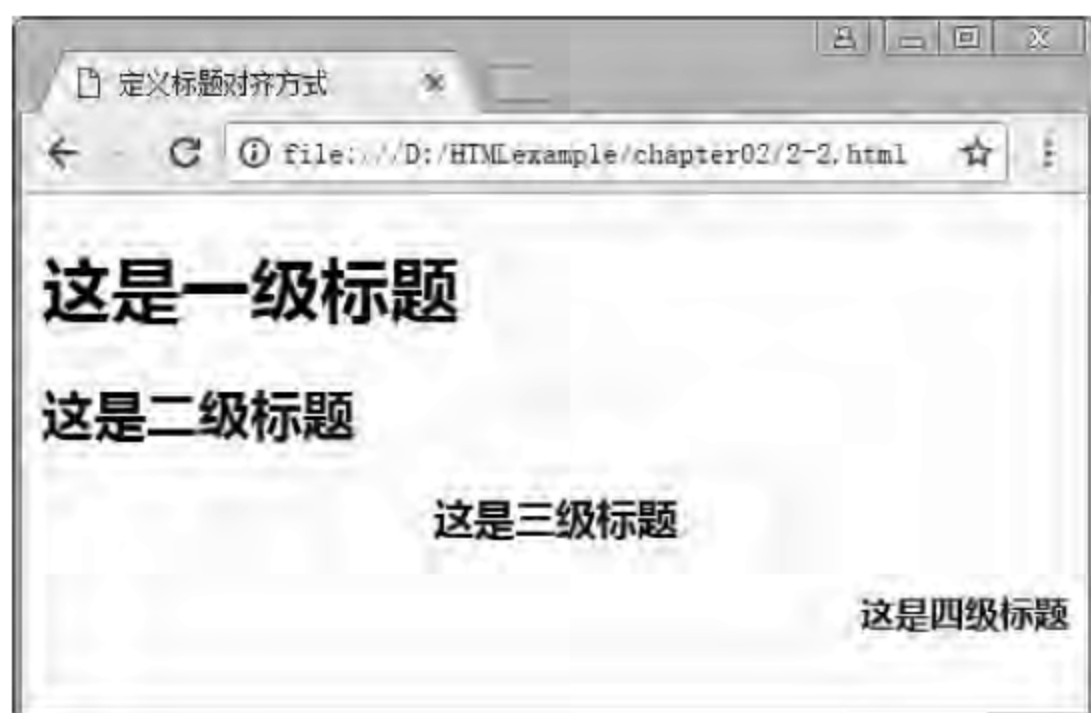 定义标题对齐方式
file:///D:/HTMLexample/chapter02/2-2.html
这是一级标题
这是二级标题
这是三级标题
这是四级标题